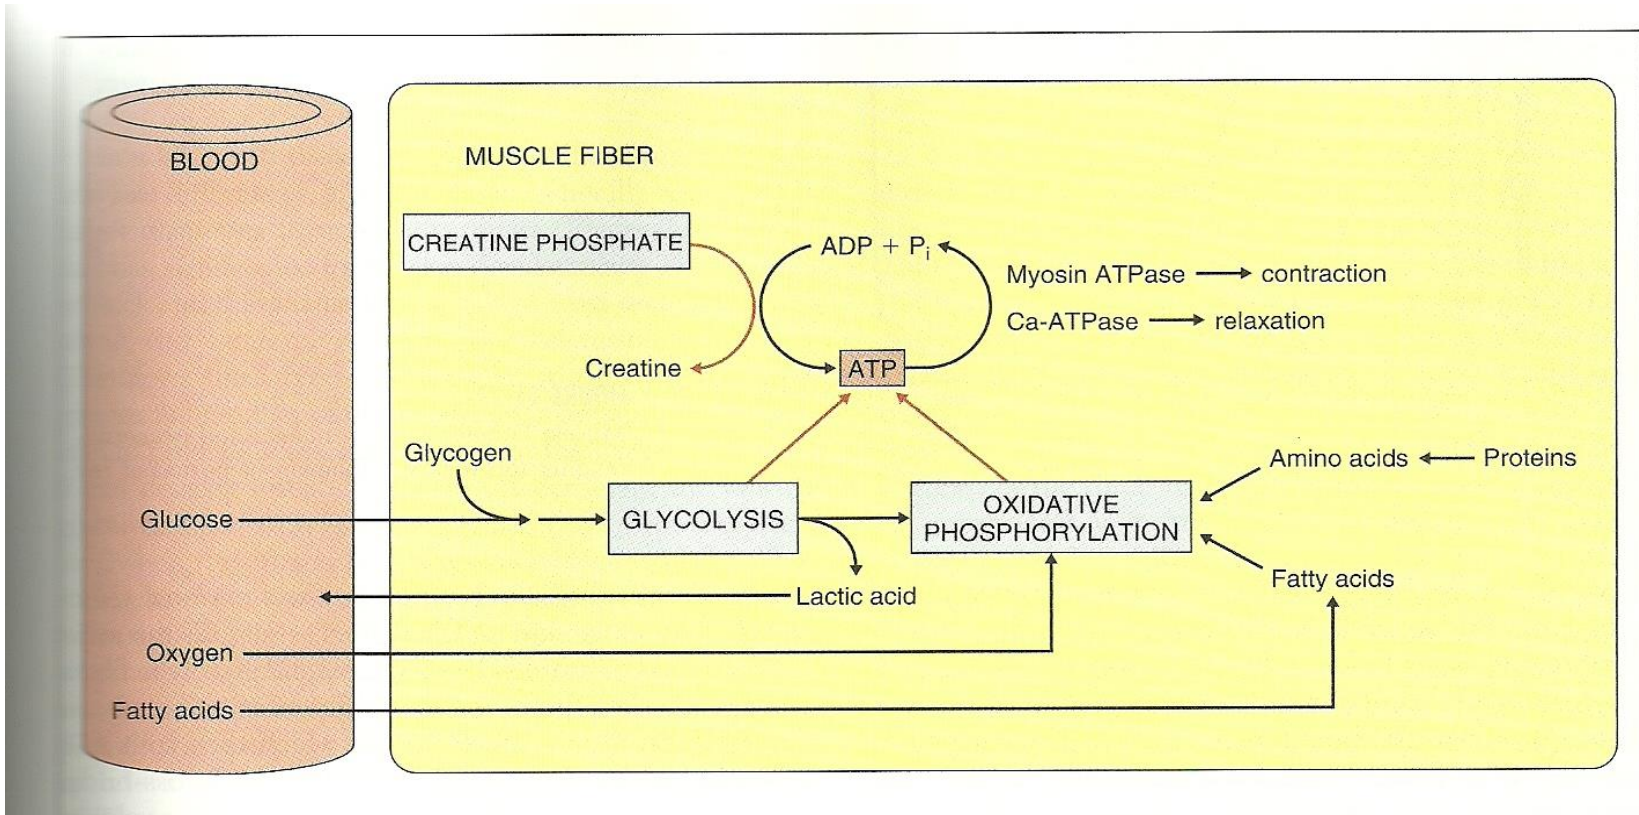 BLOOD
MUSCLE FIBER
CREATINE PHOSPHATE
ADP + Pi
Myosin ATPase → contraction
Ca-ATPase → relaxation
Creatine
ATP
Glycogen
Amino acids ← Proteins
Glucose
GLYCOLYSIS
OXIDATIVE
PHOSPHORYLATION
Fatty acids
Lactic acid
Oxygen
Fatty acids